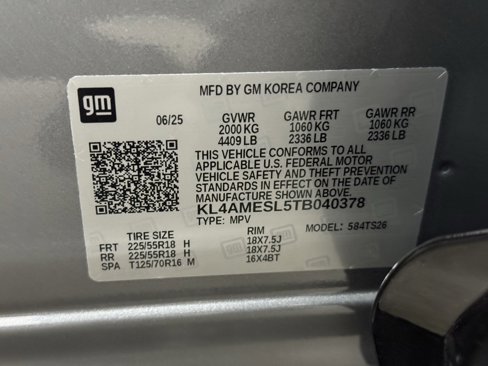 gm
MFD BY GM KOREA COMPANY
06/25 GVWR GAWR FRT GAWR RR
2000 KG 1060 KG 1060 KG
4409 LB 2336 LB 2336 LB
THIS VEHICLE CONFORMS TO ALL
APPLICABLE U.S. FEDERAL MOTOR
VEHICLE SAFETY AND THEFT PREVENTION
STANDARDS IN EFFECT ON THE DATE OF
MANUFACTURE SHOWN ABOVE.
KL4AMESL5TB040378
TYPE: MPV MODEL: 584TS26
TIRE SIZE RIM
FRT 225/55R18 H 18X7.5J
RR 225/55R18 H 18X7.5J
SPA T125/70R16 M 16X4BT